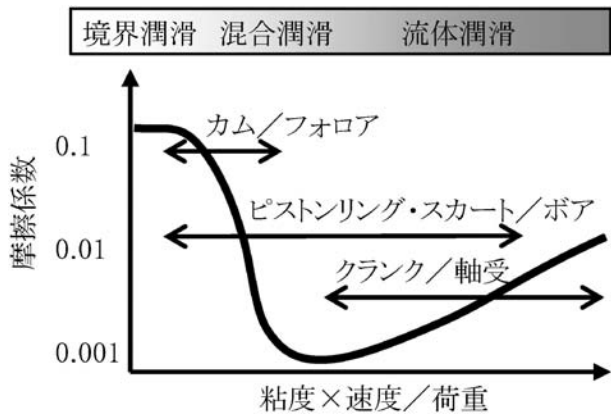 境界潤滑 混合潤滑 流体潤滑
カム／フォロア
0.1
ピストンリング・スカート／ボア
0.01
クランク／軸受
0.001
摩擦係数
粘度×速度／荷重